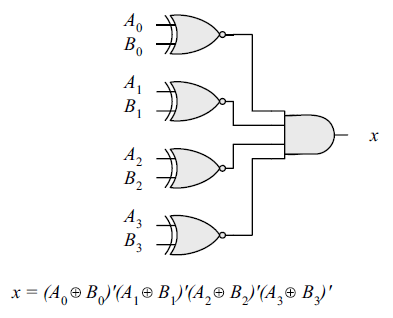 A₀
B₀
A₁
B₁
A₂
B₂
A₃
B₃
x
x = (A₀⊕ B₀)'(A₁⊕ B₁)'(A₂⊕ B₂)'(A₃⊕ B₃)'